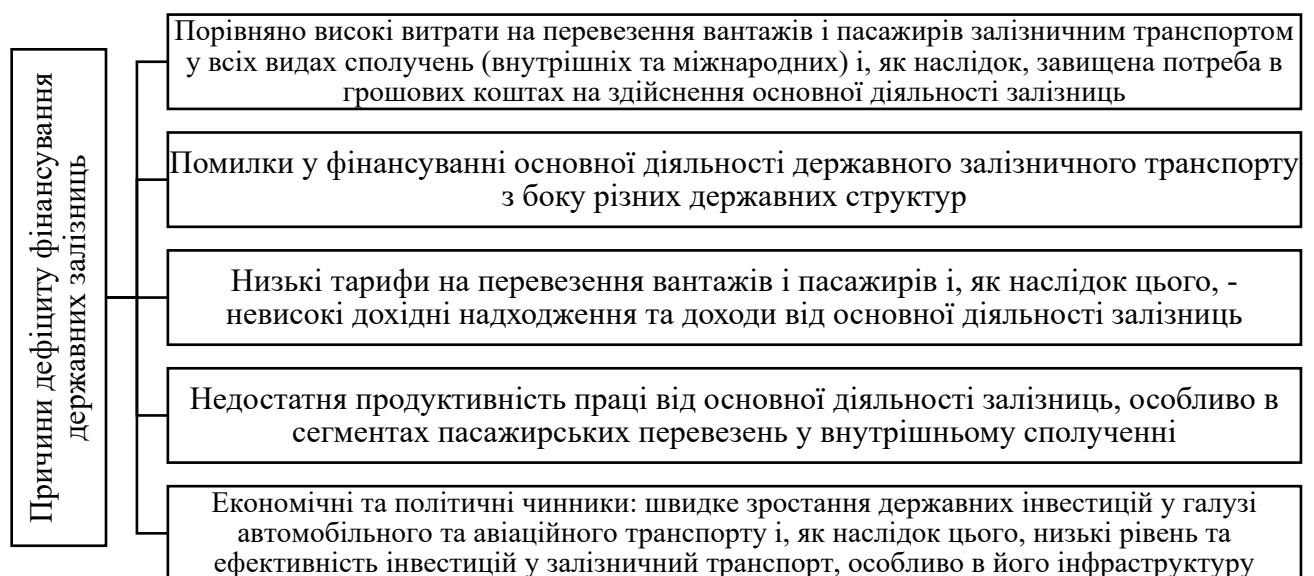 Причини дефіциту фінансування
державних залізниць
Порівняно високі витрати на перевезення вантажів і пасажирів залізничним транспортом
у всіх видах сполучень (внутрішніх та міжнародних) і, як наслідок, завищена потреба в
грошових коштах на здійснення основної діяльності залізниць
Помилки у фінансуванні основної діяльності державного залізничного транспорту
з боку різних державних структур
Низькі тарифи на перевезення вантажів і пасажирів і, як наслідок цього, -
невисокі дохідні надходження та доходи від основної діяльності залізниць
Недостатня продуктивність праці від основної діяльності залізниць, особливо в
сегментах пасажирських перевезень у внутрішньому сполученні
Економічні та політичні чинники: швидке зростання державних інвестицій у галузі
автомобільного та авіаційного транспорту і, як наслідок цього, низькі рівень та
ефективність інвестицій у залізничний транспорт, особливо в його інфраструктуру